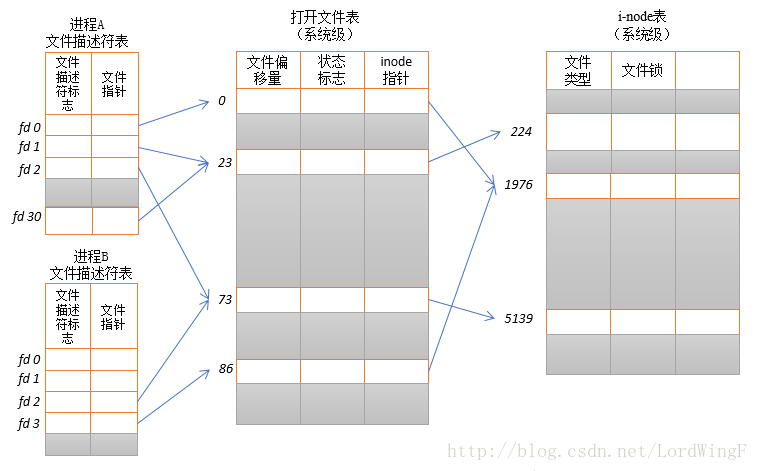 进程A
文件描述符表
文件
描述
符标
志
文件
指针
fd 0
fd 1
fd 2
fd 30
进程B
文件描述符表
文件
描述
符标
志
文件
指针
fd 0
fd 1
fd 2
fd 3
打开文件表
（系统级）
文件偏
移量
状态
标志
inode
指针
0
23
73
86
i-node表
（系统级）
文件
类型
文件锁
224
1976
5139
http://blog.csdn.net/LordWingF